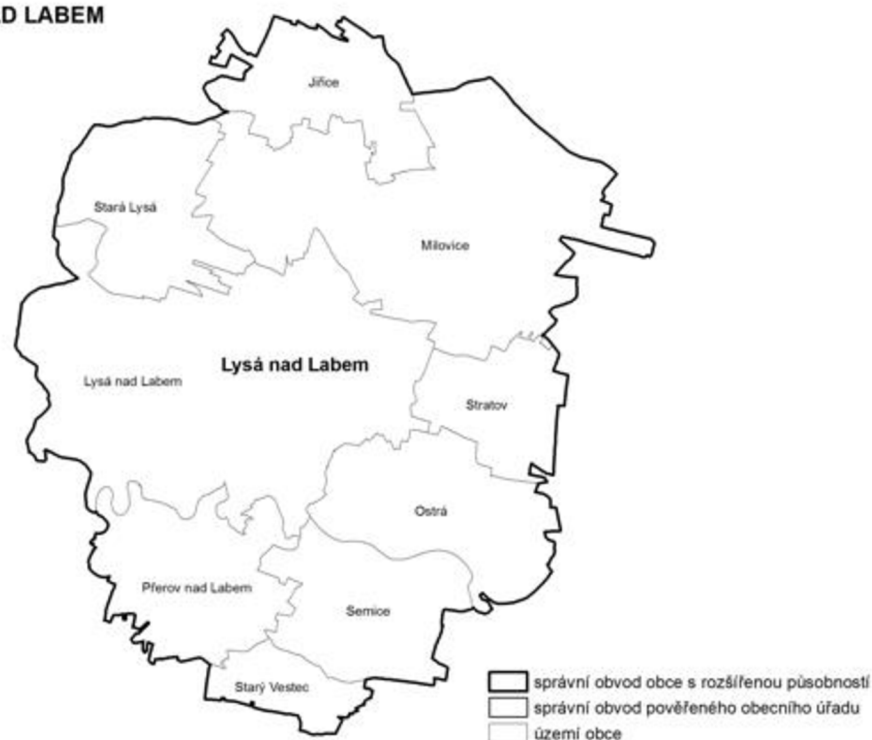 D LABEM
Jiřice
Stará Lysá
Milovice
Lysá nad Labem
Lysá nad Labem
Stratov
Ostrá
Přerov nad Labem
Semice
Starý Vestec
správní obvod obce s rozšířenou působností
správní obvod pověřeného obecního úřadu
území obce